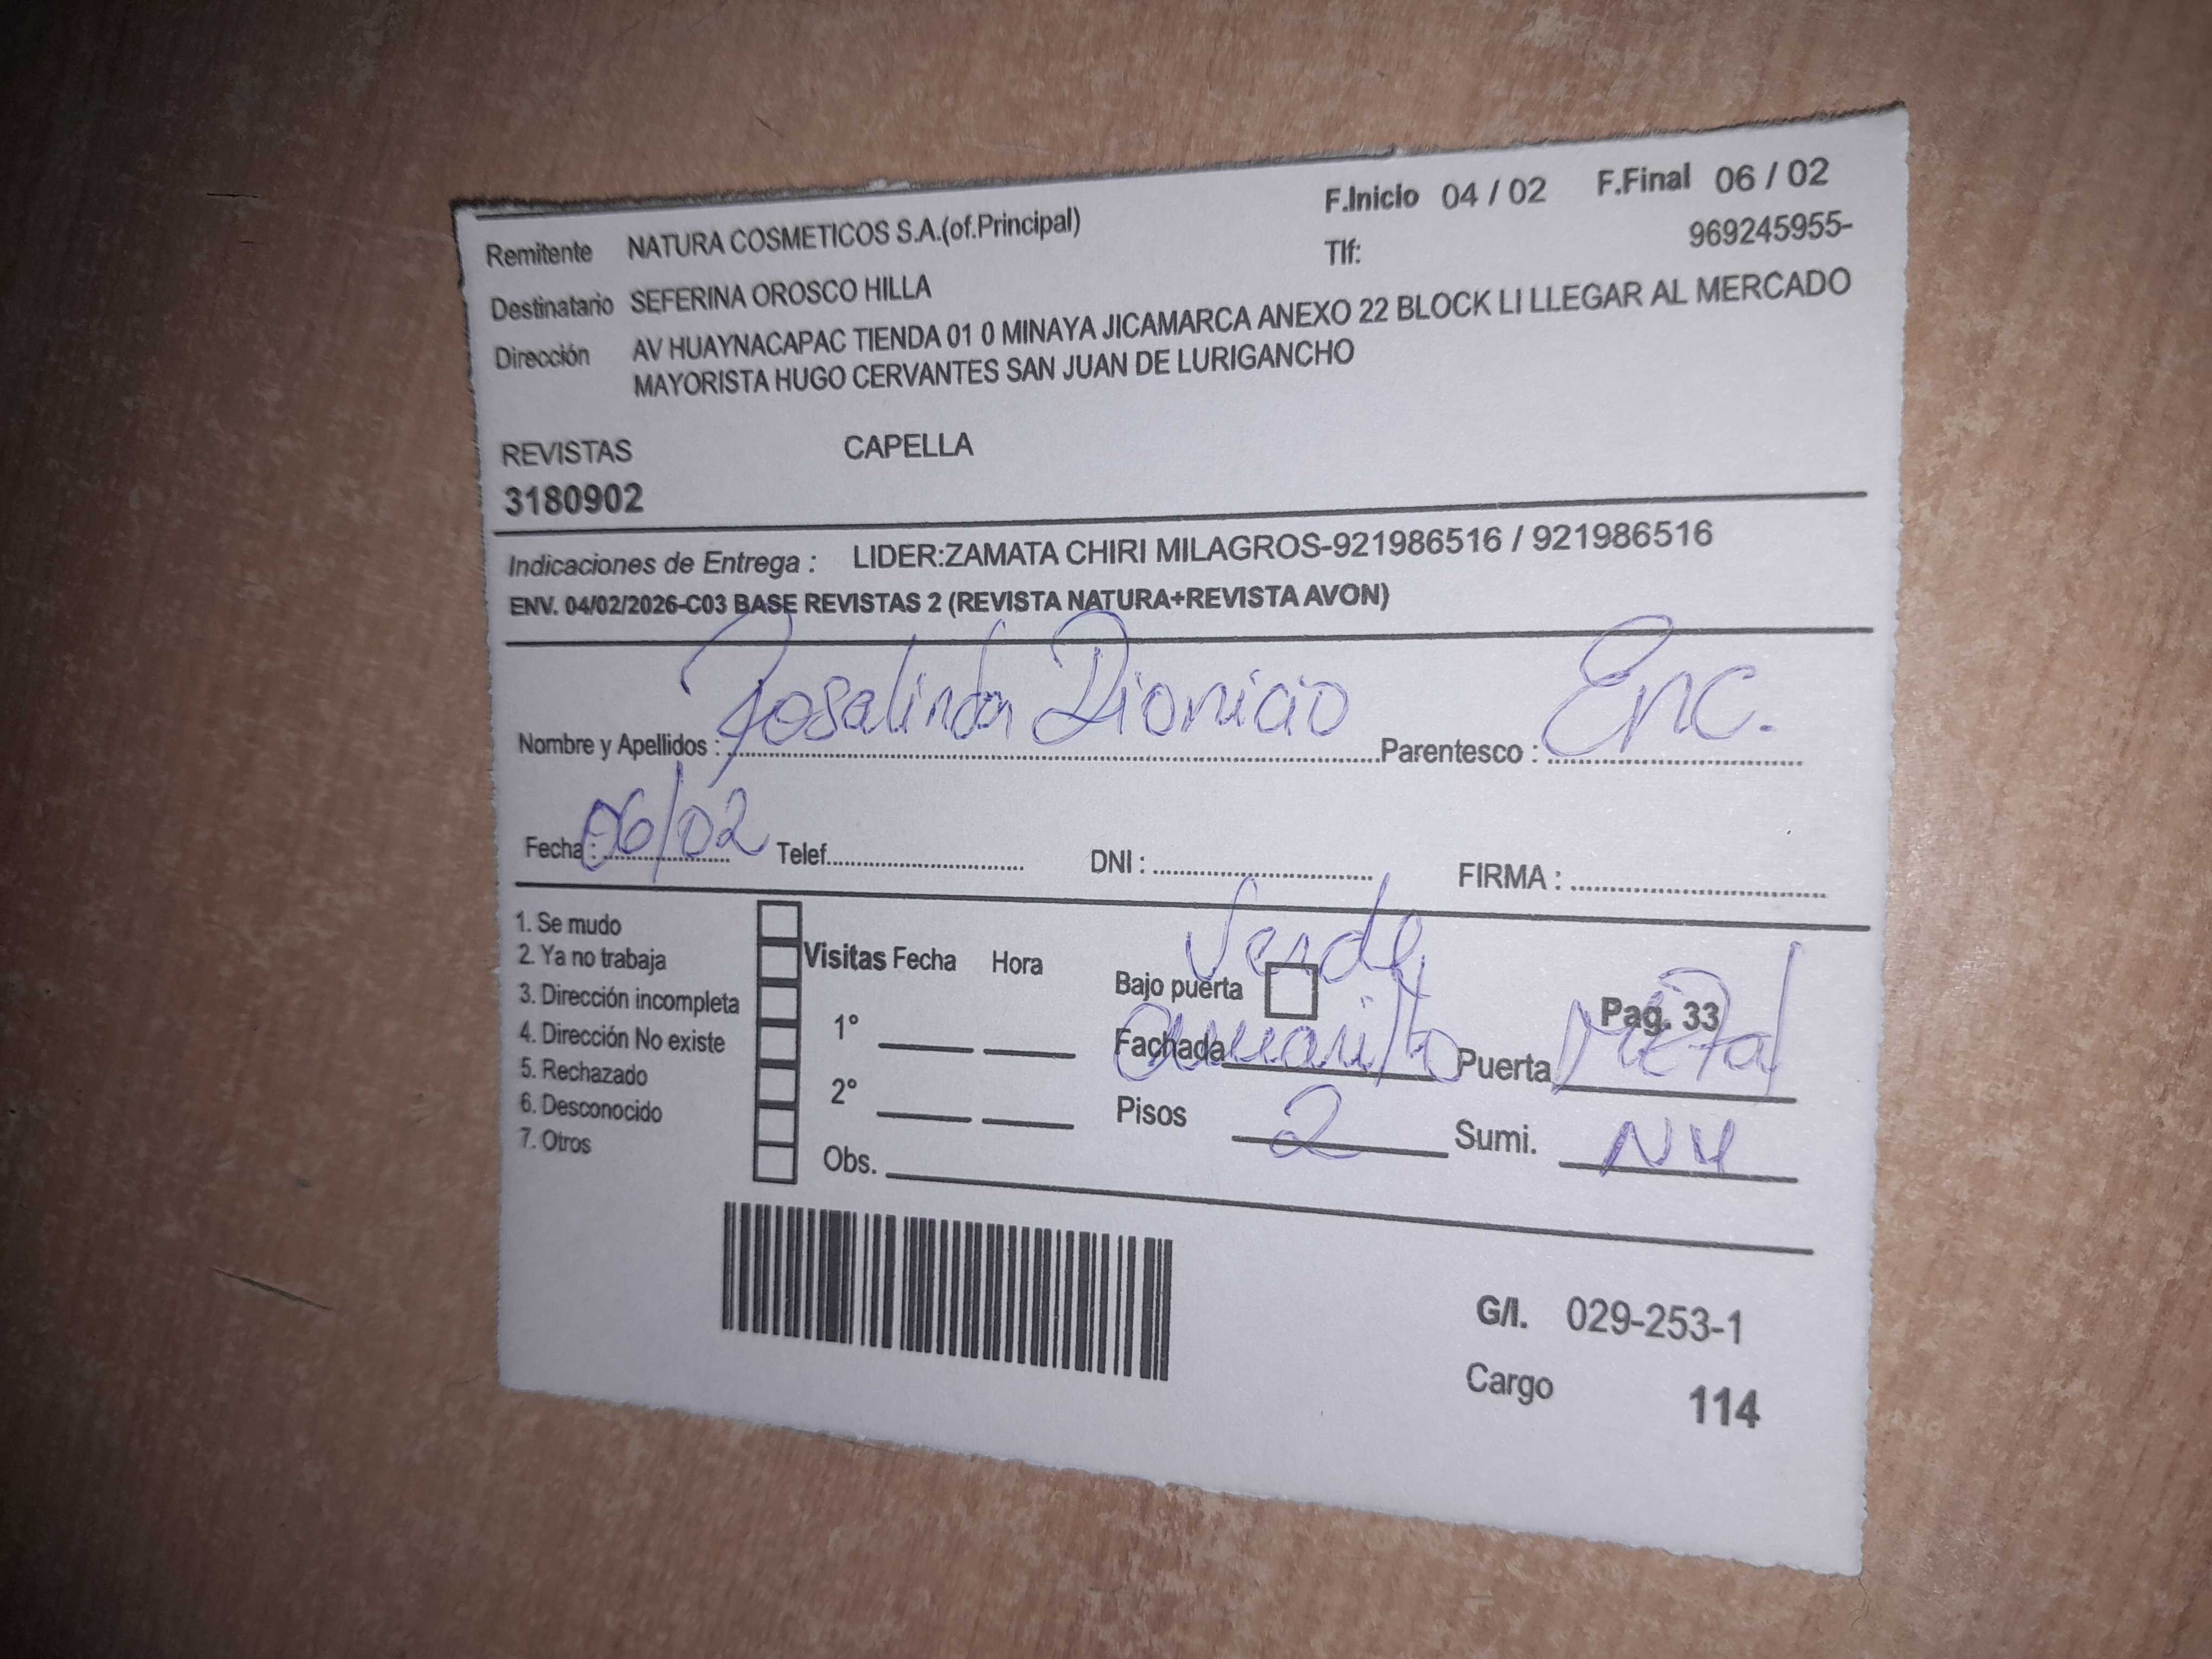 F.Inicio 04 / 02 F.Final 06 / 02
Remitente NATURA COSMETICOS S.A.(of.Principal) Tlf: 969245955-
Destinatario SEFERINA OROSCO HILLA
Dirección AV HUAYNACAPAC TIENDA 01 0 MINAYA JICAMARCA ANEXO 22 BLOCK LI LLEGAR AL MERCADO
MAYORISTA HUGO CERVANTES SAN JUAN DE LURIGANCHO
REVISTAS CAPELLA
3180902
Indicaciones de Entrega : LIDER:ZAMATA CHIRI MILAGROS-921986516 / 921986516
ENV. 04/02/2026-C03 BASE REVISTAS 2 (REVISTA NATURA+REVISTA AVON)
Nombre y Apellidos : Rosalinda Dionicio Parentesco : Enc.
Fecha : 06/02 Telef. DNI : FIRMA :
1. Se mudo
2. Ya no trabaja
3. Dirección incompleta
4. Dirección No existe
5. Rechazado
6. Desconocido
7. Otros
Visitas Fecha Hora
1°
2°
Obs.
Verde
Bajo puerta Pag. 33
Fachada Amarillo Puerta Metal
Pisos 2 Sumi.
G/I. 029-253-1
Cargo 114